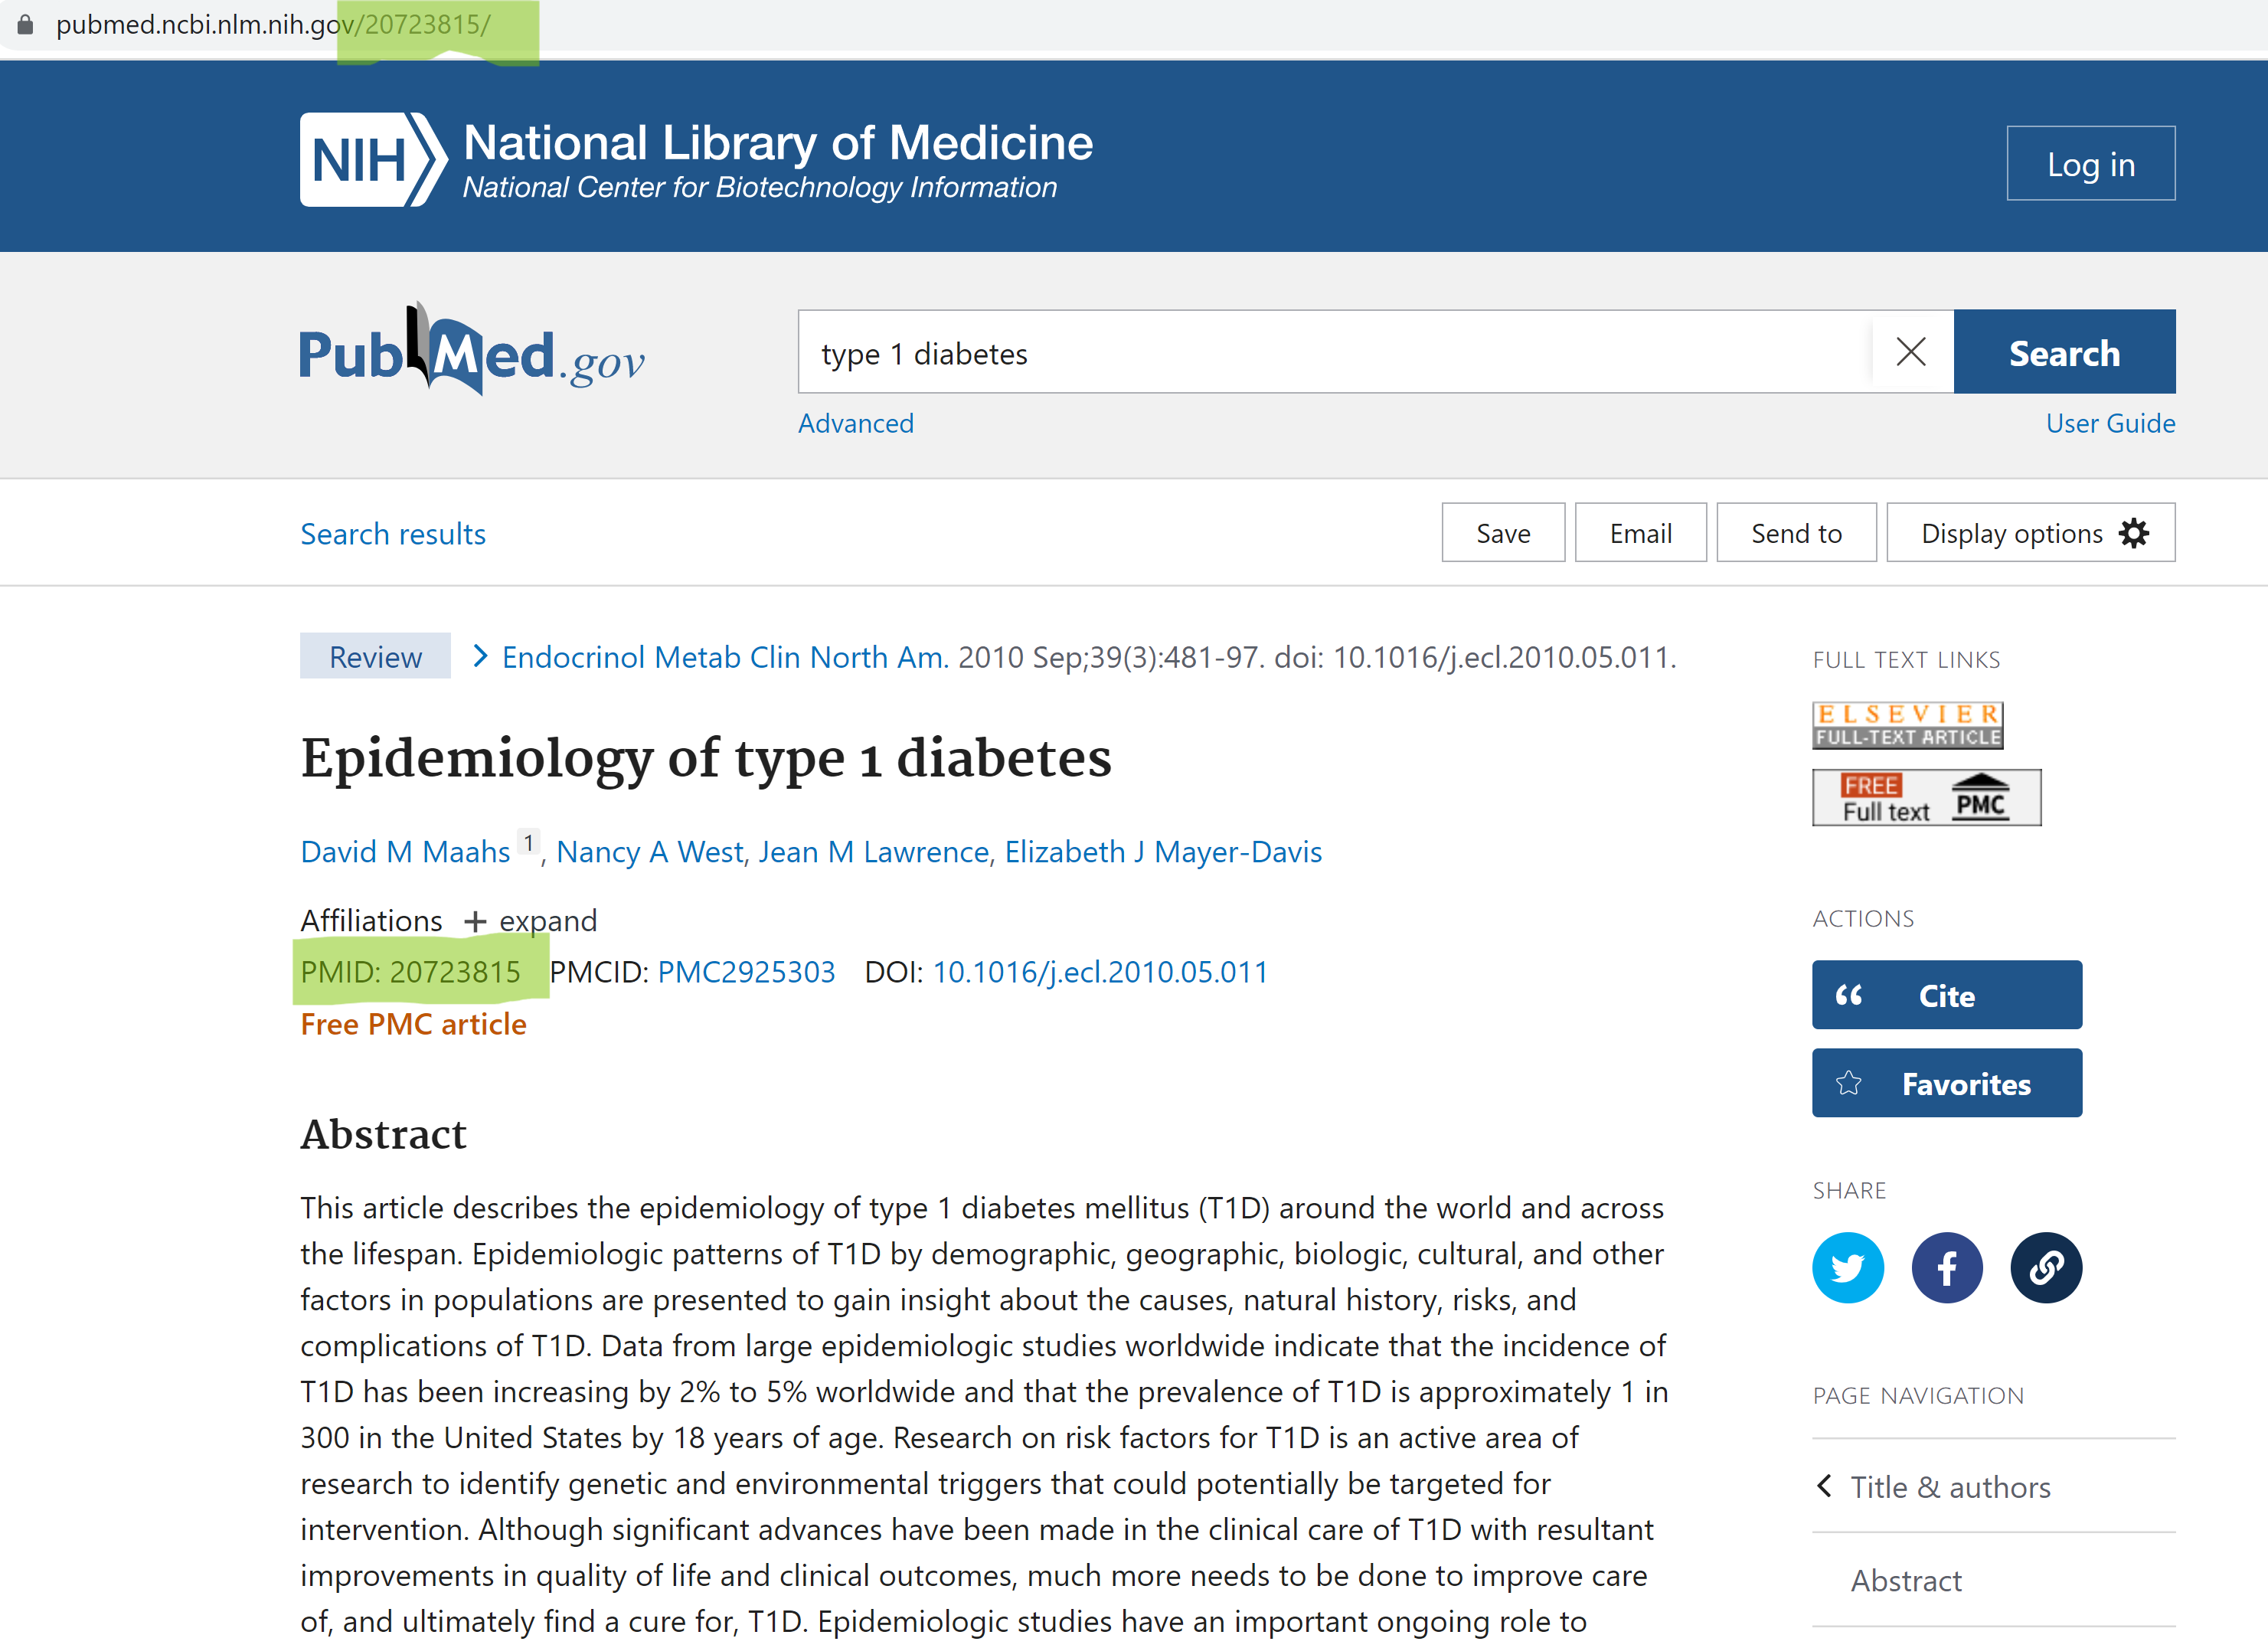 pubmed.ncbi.nlm.nih.gov/20723815/
NIH National Library of Medicine
National Center for Biotechnology Information
Log in
PubMed.gov
type 1 diabetes
Search
Advanced
User Guide
Search results
Save
Email
Send to
Display options
Review > Endocrinol Metab Clin North Am. 2010 Sep;39(3):481-97. doi: 10.1016/j.ecl.2010.05.011.
Epidemiology of type 1 diabetes
David M Maahs 1, Nancy A West, Jean M Lawrence, Elizabeth J Mayer-Davis
Affiliations + expand
PMID: 20723815 PMCID: PMC2925303 DOI: 10.1016/j.ecl.2010.05.011
Free PMC article
Abstract
This article describes the epidemiology of type 1 diabetes mellitus (T1D) around the world and across
the lifespan. Epidemiologic patterns of T1D by demographic, geographic, biologic, cultural, and other
factors in populations are presented to gain insight about the causes, natural history, risks, and
complications of T1D. Data from large epidemiologic studies worldwide indicate that the incidence of
T1D has been increasing by 2% to 5% worldwide and that the prevalence of T1D is approximately 1 in
300 in the United States by 18 years of age. Research on risk factors for T1D is an active area of
research to identify genetic and environmental triggers that could potentially be targeted for
intervention. Although significant advances have been made in the clinical care of T1D with resultant
improvements in quality of life and clinical outcomes, much more needs to be done to improve care
of, and ultimately find a cure for, T1D. Epidemiologic studies have an important ongoing role to
FULL TEXT LINKS
ELSEVIER
FULL-TEXT ARTICLE
FREE
Full text PMC
ACTIONS
Cite
Favorites
SHARE
PAGE NAVIGATION
Title & authors
Abstract